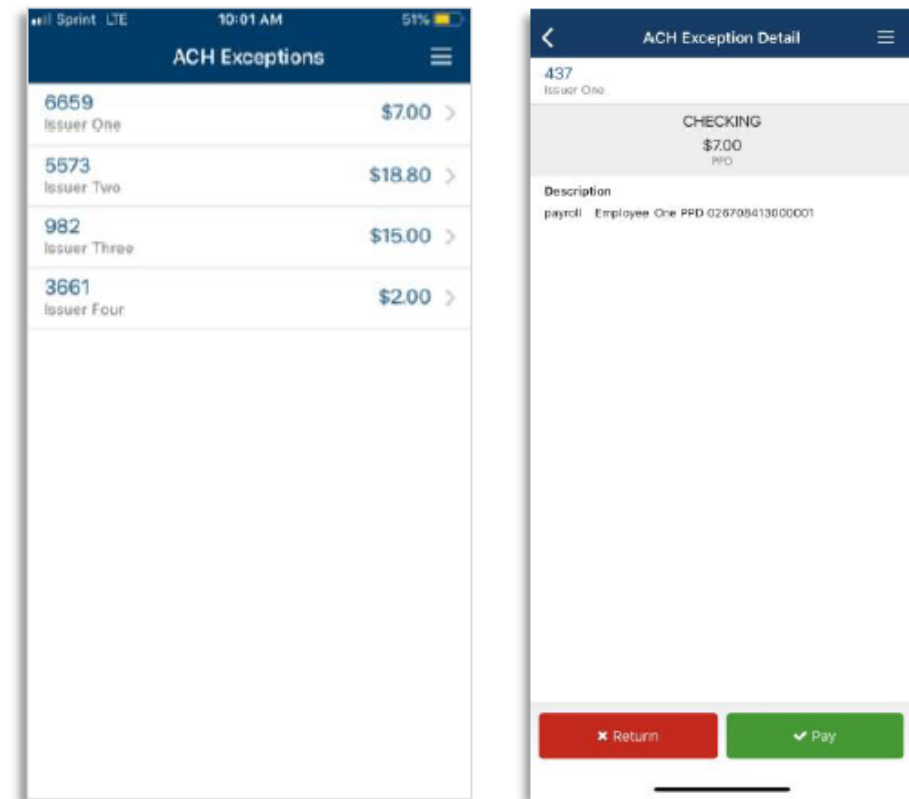 Sprint LTE 10:01 AM 51%
ACH Exceptions
6659
Issuer One
$7.00
5573
Issuer Two
$18.80
982
Issuer Three
$15.00
3661
Issuer Four
$2.00
ACH Exception Detail
437
Issuer One
CHECKING
$7.00
PPD
Description
payroll Employee One PPD 026708413000001
Return
Pay